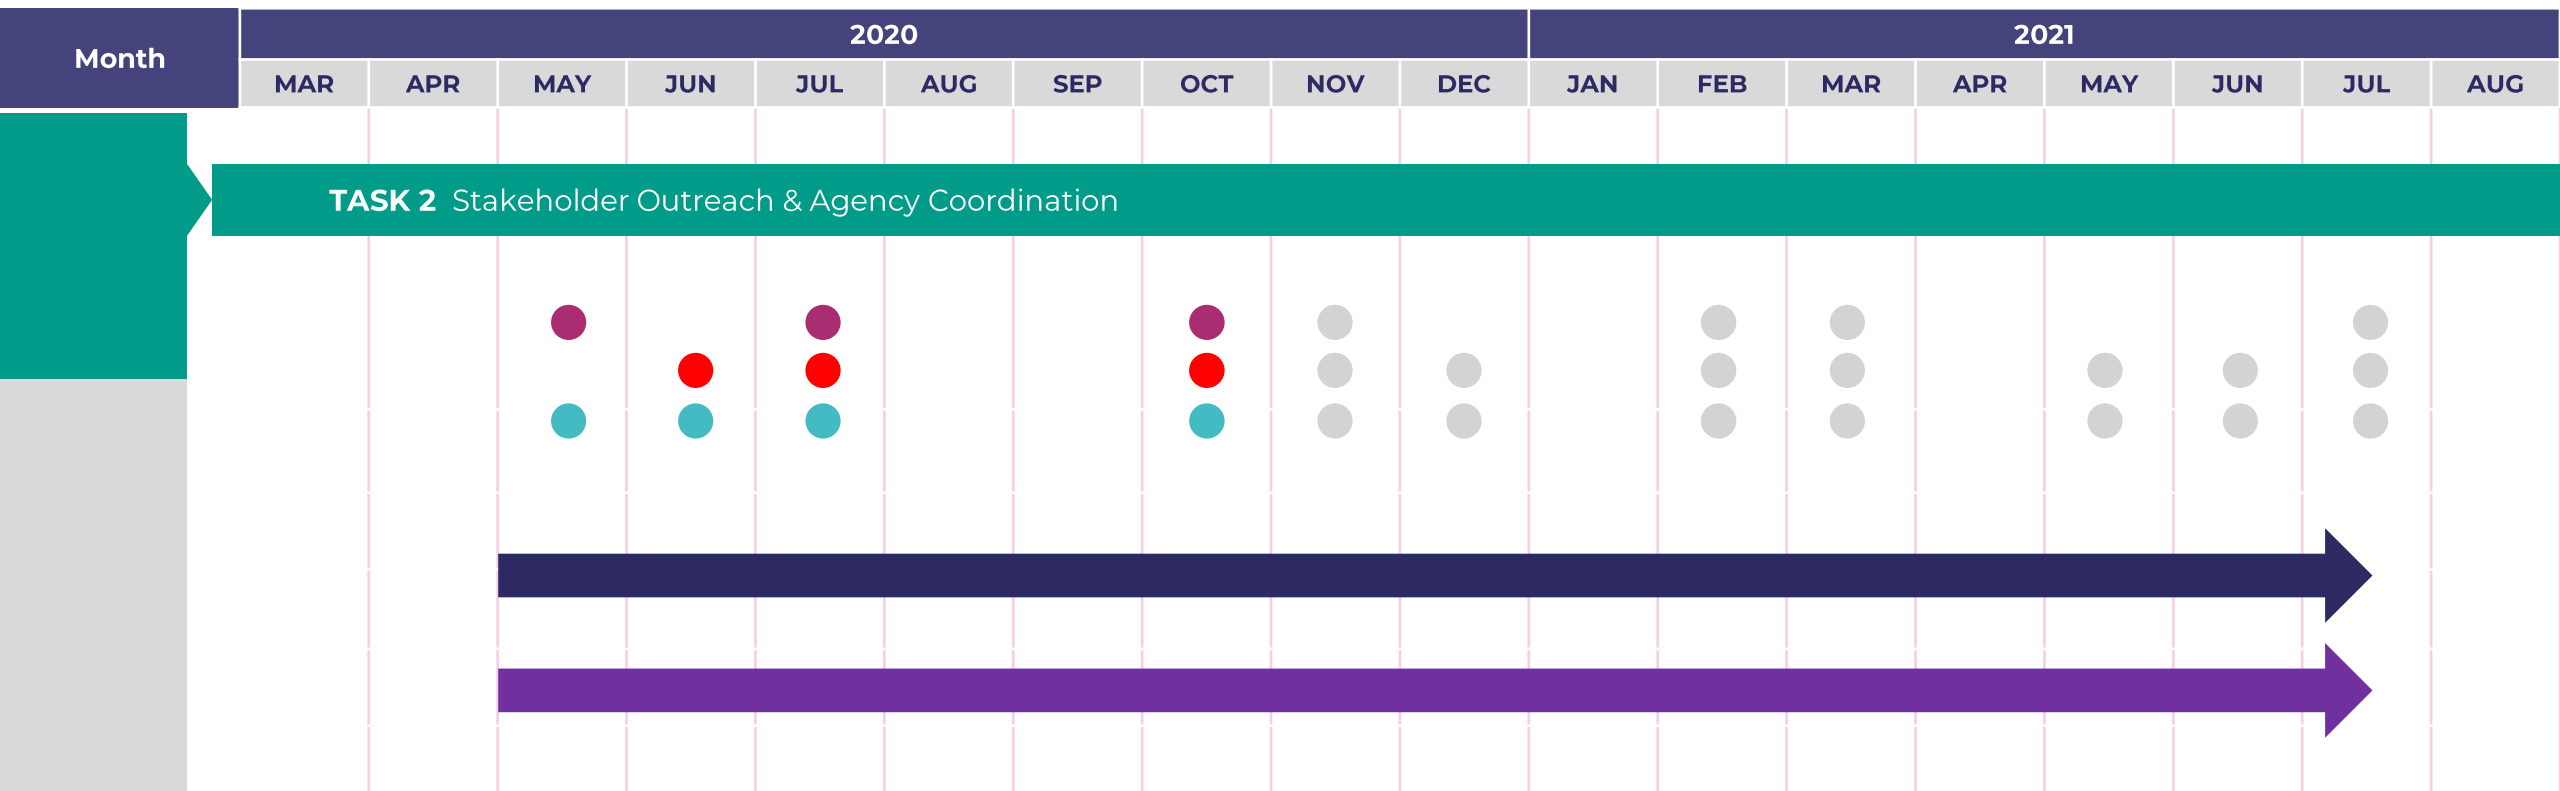 Month
2020
2021
MAR APR MAY JUN JUL AUG SEP OCT NOV DEC JAN FEB MAR APR MAY JUN JUL AUG
TASK 2 Stakeholder Outreach & Agency Coordination